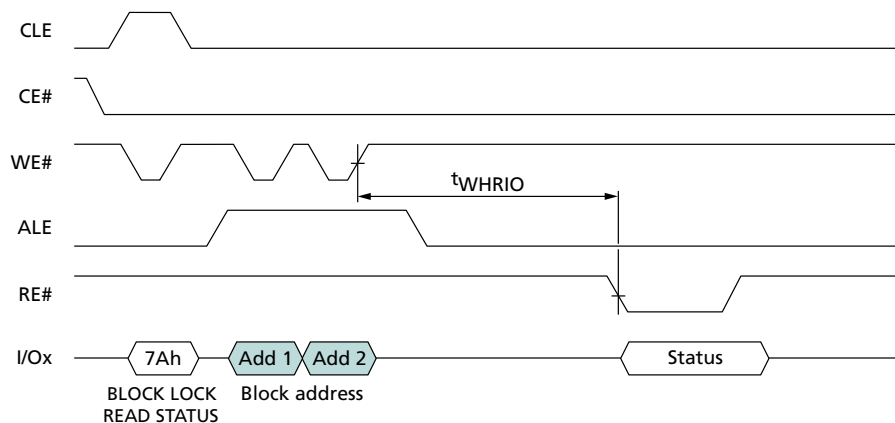 CLE
CE#
WE#
tWHRIO
ALE
RE#
I/Ox
7Ah
Add 1
Add 2
Status
BLOCK LOCK
READ STATUS
Block address